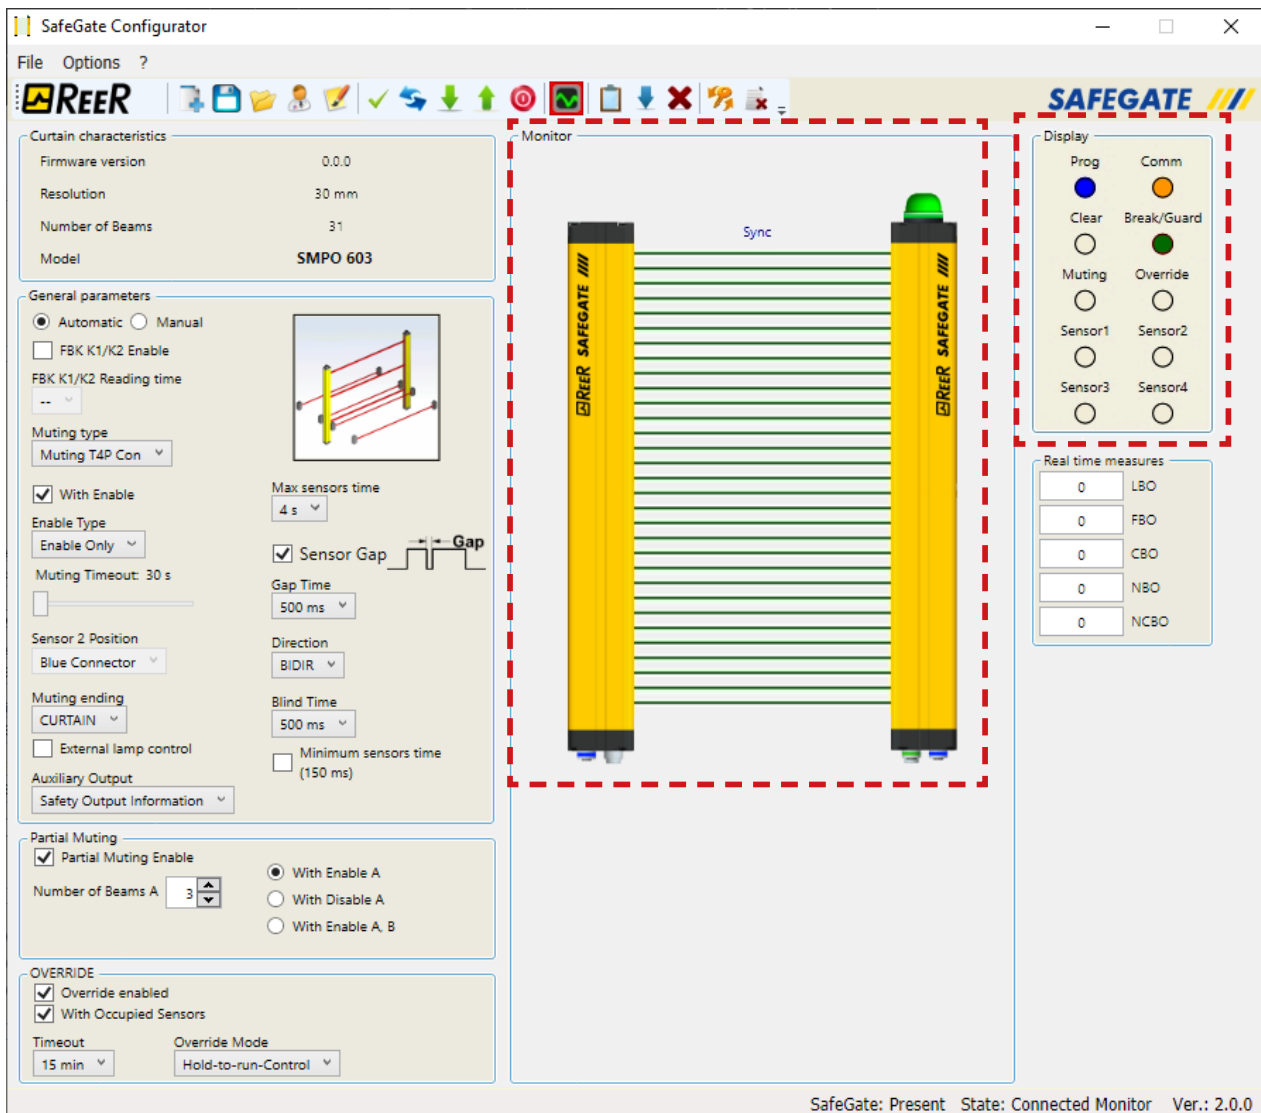 SafeGate Configurator
File Options ?
REER
SAFEGATE
Curtain characteristics
Firmware version 0.0.0
Resolution 30 mm
Number of Beams 31
Model SMPO 603
General parameters
Automatic Manual
FBK K1/K2 Enable
FBK K1/K2 Reading time
--
Muting type
Muting T4P Con
With Enable
Enable Type
Enable Only
Muting Timeout: 30 s
Sensor 2 Position
Blue Connector
Muting ending
CURTAIN
External lamp control
Auxiliary Output
Safety Output Information
Max sensors time
4 s
Sensor Gap
Gap
Gap Time
500 ms
Direction
BIDIR
Blind Time
500 ms
Minimum sensors time
(150 ms)
Partial Muting
Partial Muting Enable
Number of Beams A 3
With Enable A
With Disable A
With Enable A, B
OVERRIDE
Override enabled
With Occupied Sensors
Timeout
15 min
Override Mode
Hold-to-run-Control
Monitor
Sync
REER SAFEGATE
REER SAFEGATE
Display
Prog Comm
Clear Break/Guard
Muting Override
Sensor1 Sensor2
Sensor3 Sensor4
Real time measures
0 LBO
0 FBO
0 CBO
0 NBO
0 NCBO
SafeGate: Present State: Connected Monitor Ver.: 2.0.0